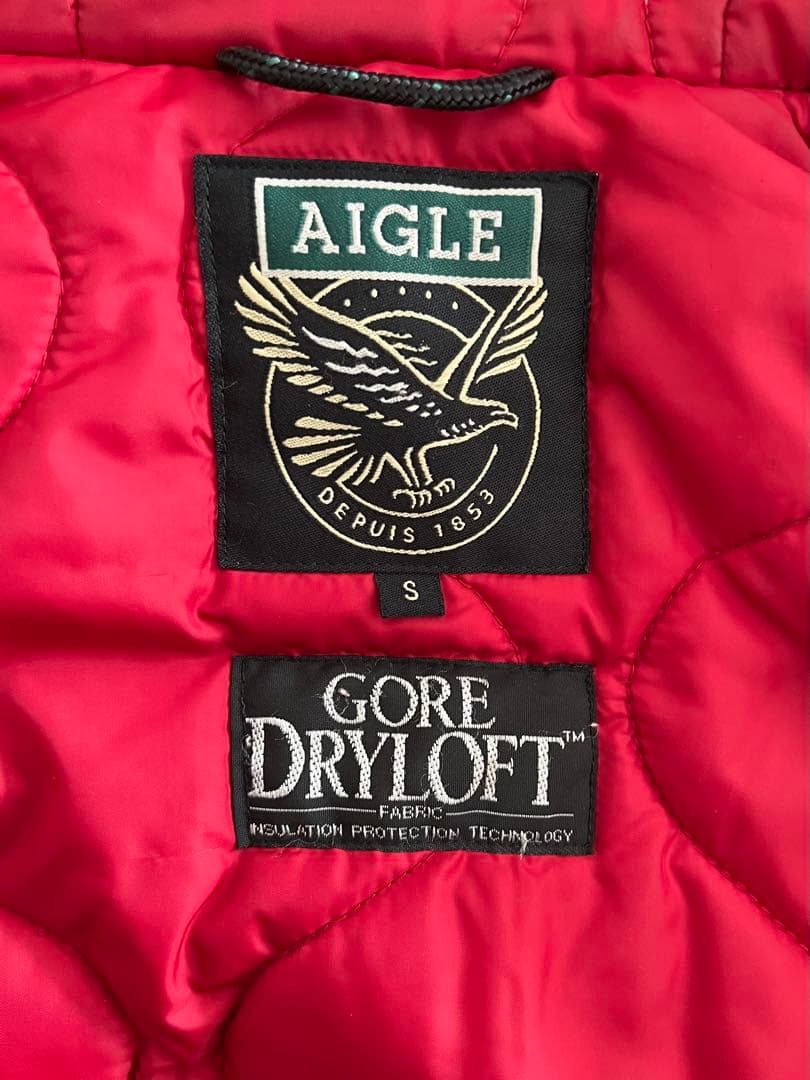 AIGLE
DEPUIS 1853
S
GORE
DRYLOFT™
FABRIC
INSULATION PROTECTION TECHNOLOGY